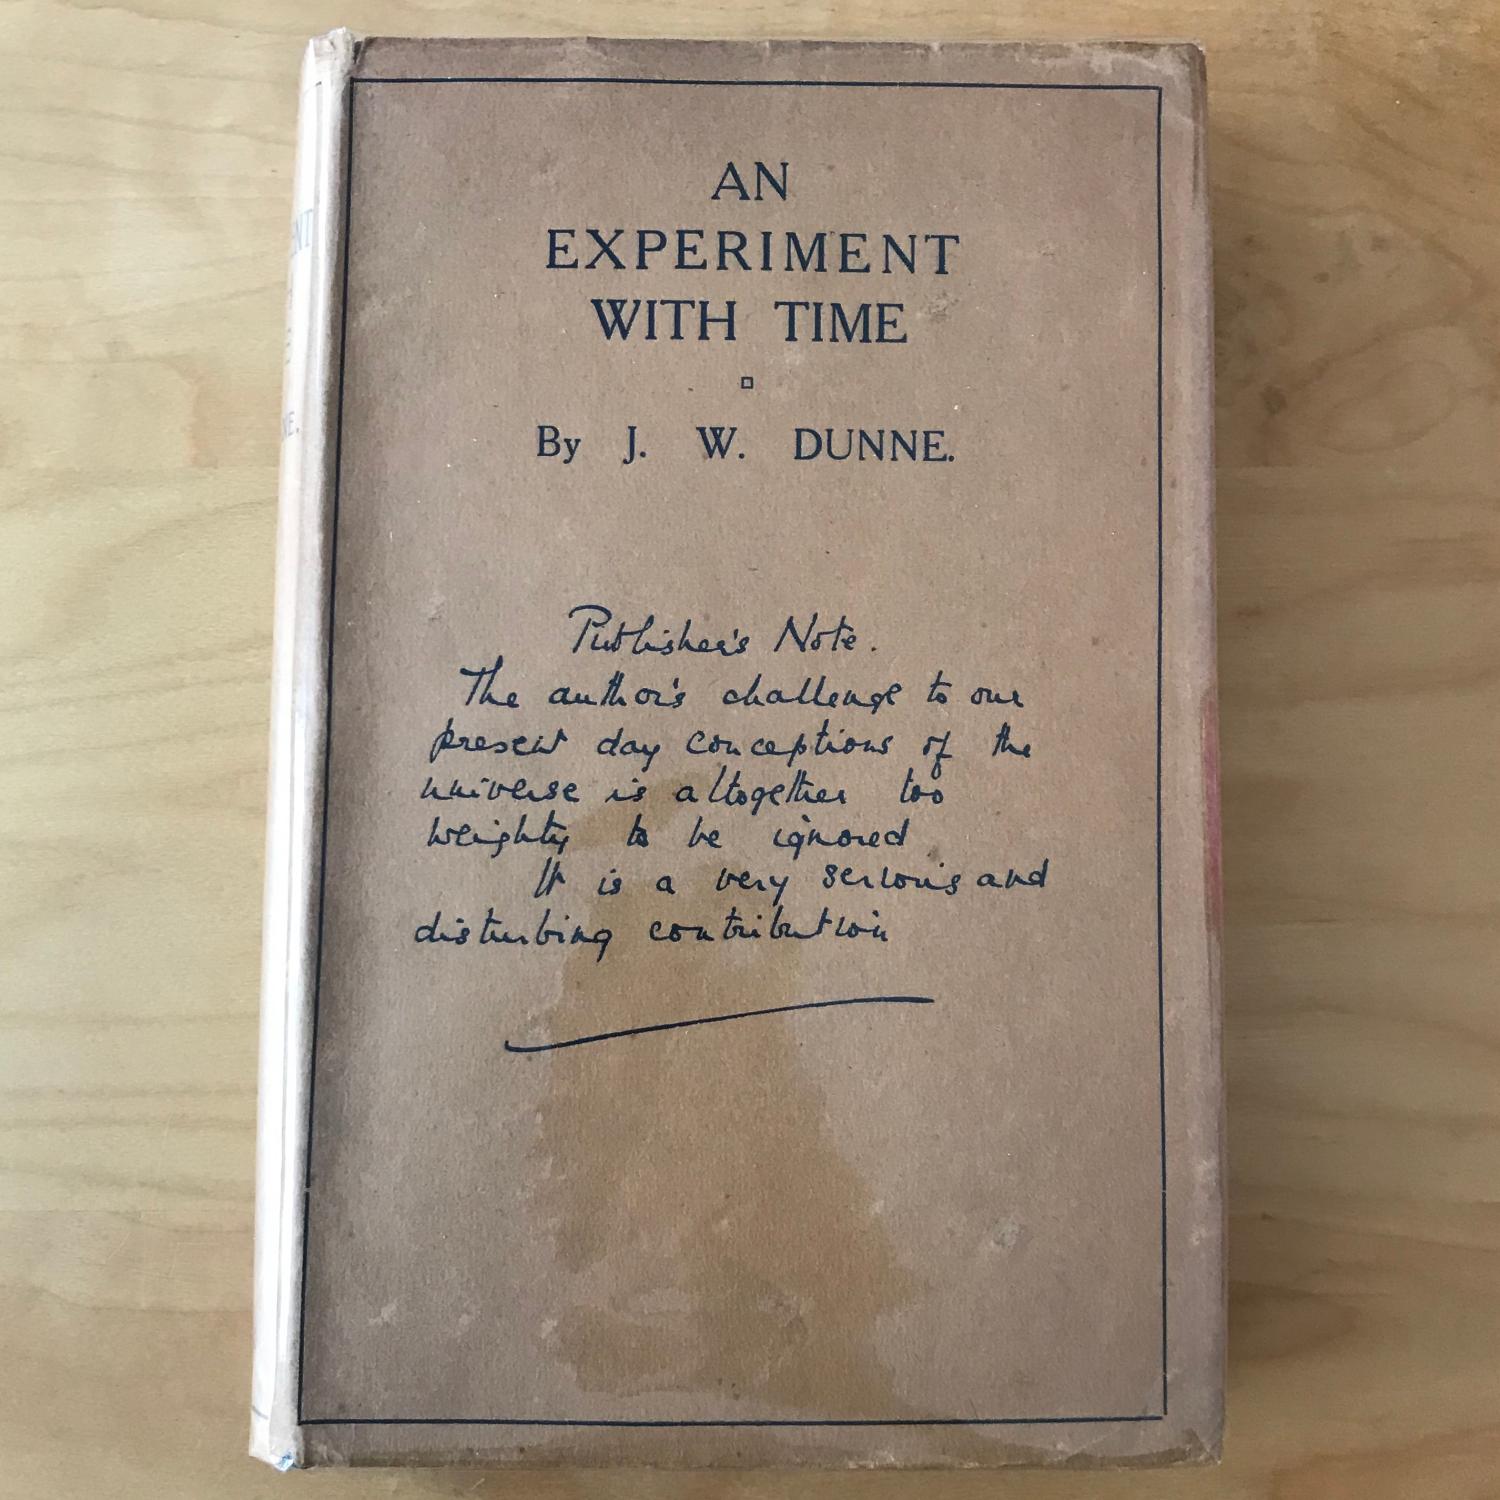 AN
EXPERIMENT
WITH TIME
By J. W. DUNNE.
Publisher's Note.
The author's challenge to our
present day conceptions of the
universe is altogether too
weighty to be ignored
It is a very serious and
disturbing contribution